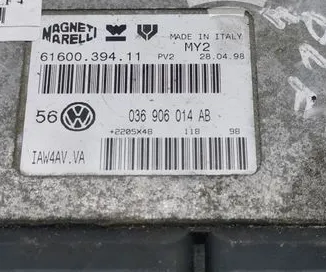 MAGNETI MARELLI
MADE IN ITALY
MY2
61600.394.11 PV2 28.04.98
56 036 906 014 AB
+2205X48 118 98
IAW4AV.VA